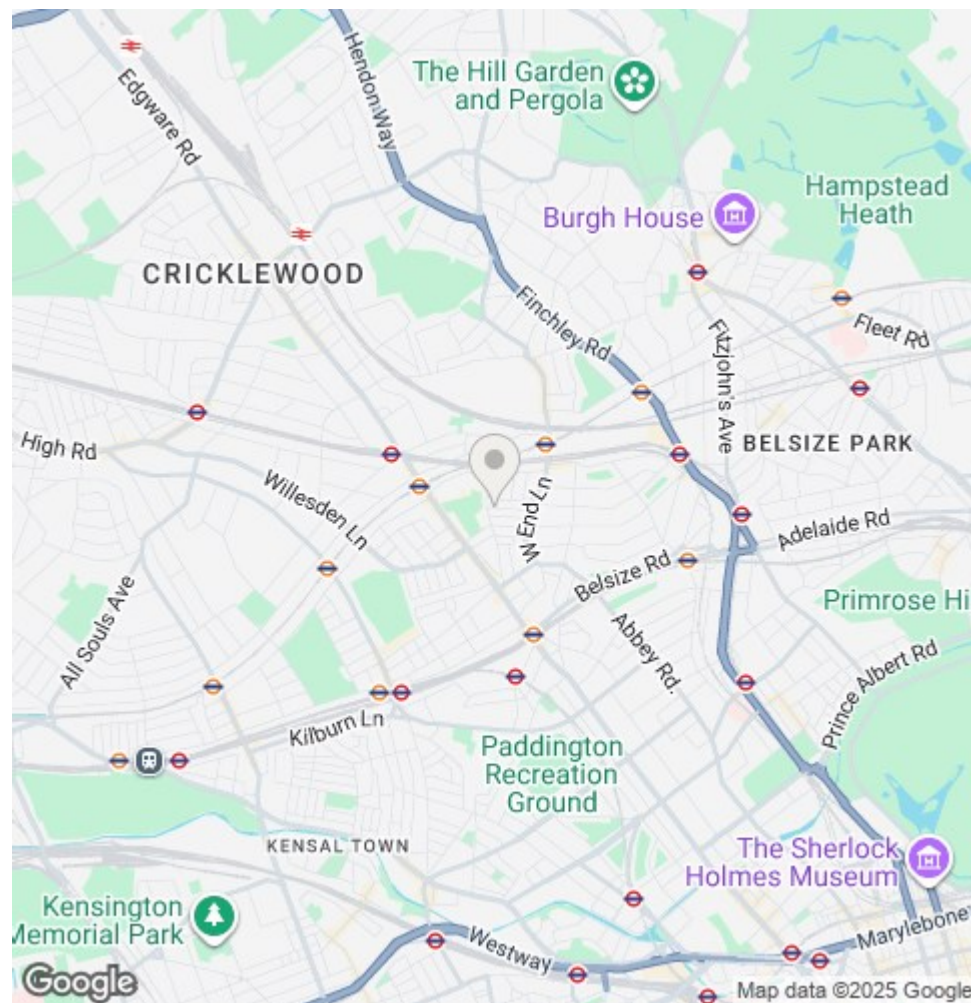 The Hill Garden
and Pergola
Hendon Way
Edgware Rd
Burgh House
Hampstead
Heath
CRICKLEWOOD
Finchley Rd
Fitzjohn's Ave
Fleet Rd
High Rd
BELSIZE PARK
Willesden Ln
W End Ln
Adelaide Rd
Belsize Rd
Primrose Hi
All Souls Ave
Abbey Rd.
Prince Albert Rd
Kilburn Ln
Paddington
Recreation
Ground
KENSAL TOWN
The Sherlock
Holmes Museum
Kensington
Memorial Park
Westway
Marylebone
Google
Map data ©2025 Google